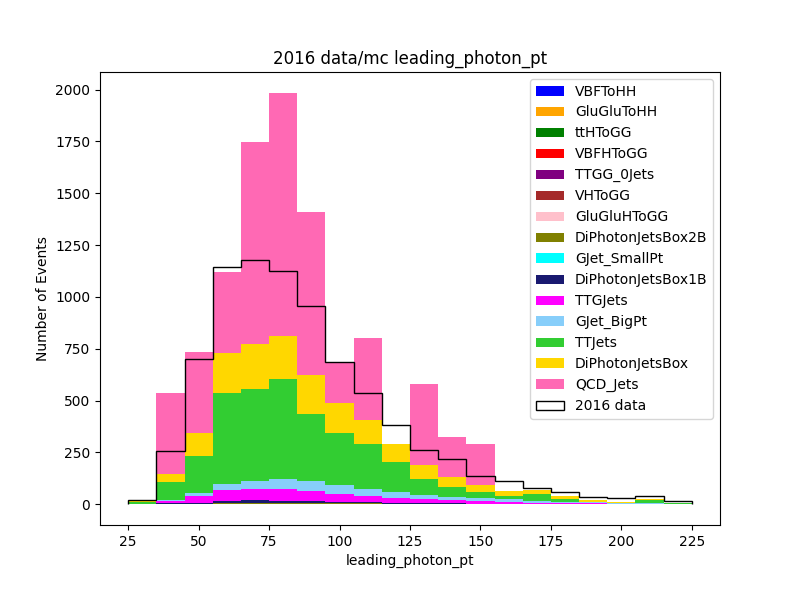 2016 data/mc leading_photon_pt
Number of Events
2000
1750
1500
1250
1000
750
500
250
0
VBFToHH
GluGluToHH
ttHToGG
VBFHToGG
TTGG_0Jets
VHToGG
GluGluHToGG
DiPhotonJetsBox2B
GJet_SmallPt
DiPhotonJetsBox1B
TTGJets
GJet_BigPt
TTJets
DiPhotonJetsBox
QCD_Jets
2016 data
25 50 75 100 125 150 175 200 225
leading_photon_pt